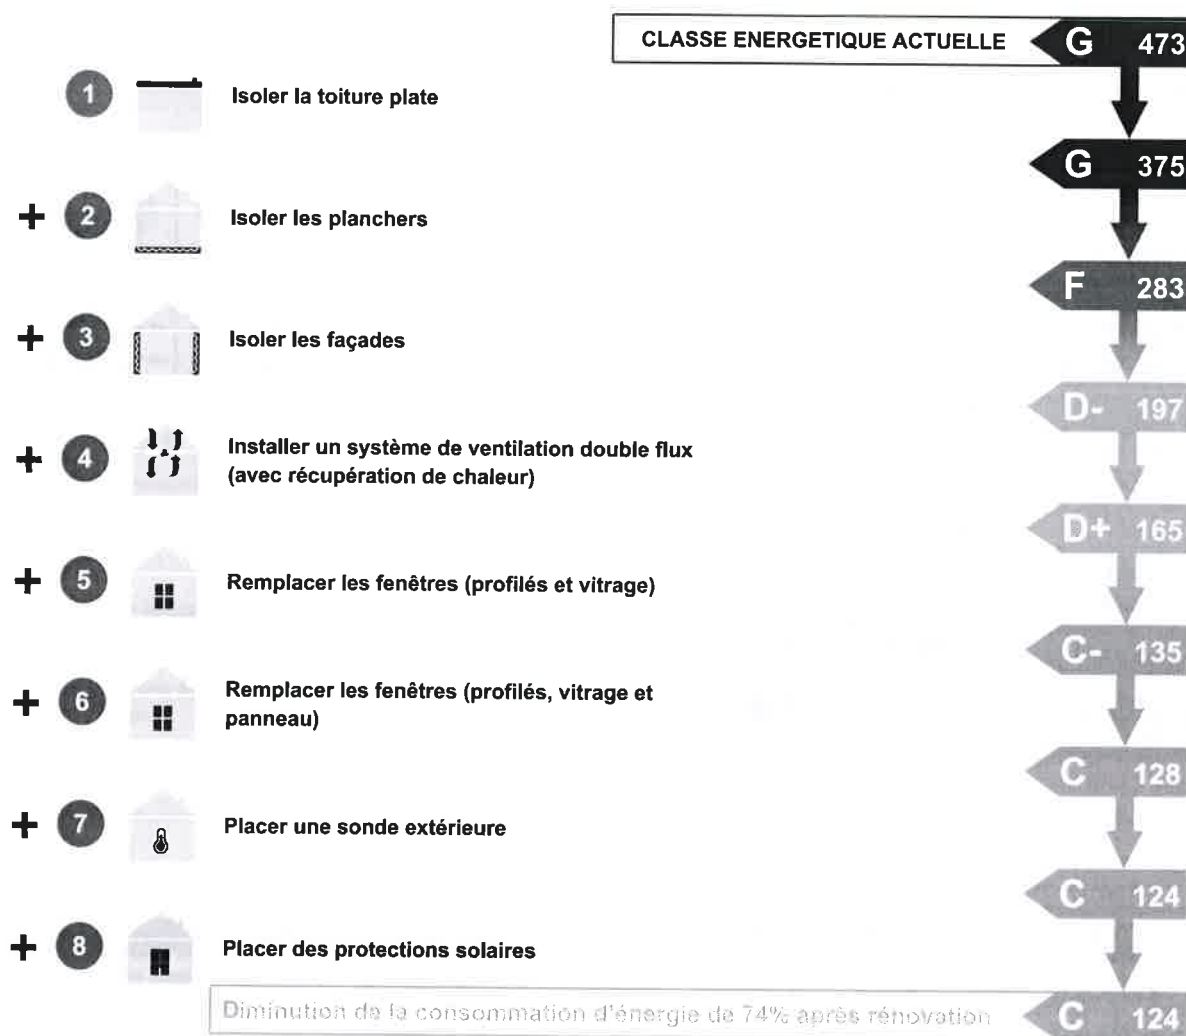 CLASSE ENERGETIQUE ACTUELLE G 473
1 Isoler la toiture plate
G 375
+ 2 Isoler les planchers
F 283
+ 3 Isoler les façades
D- 197
+ 4 Installer un système de ventilation double flux
(avec récupération de chaleur)
D+ 165
+ 5 Remplacer les fenêtres (profilés et vitrage)
C- 135
+ 6 Remplacer les fenêtres (profilés, vitrage et
panneau)
C 128
+ 7 Placer une sonde extérieure
C 124
+ 8 Placer des protections solaires
Diminution de la consommation d'énergie de 74% après rénovation C 124